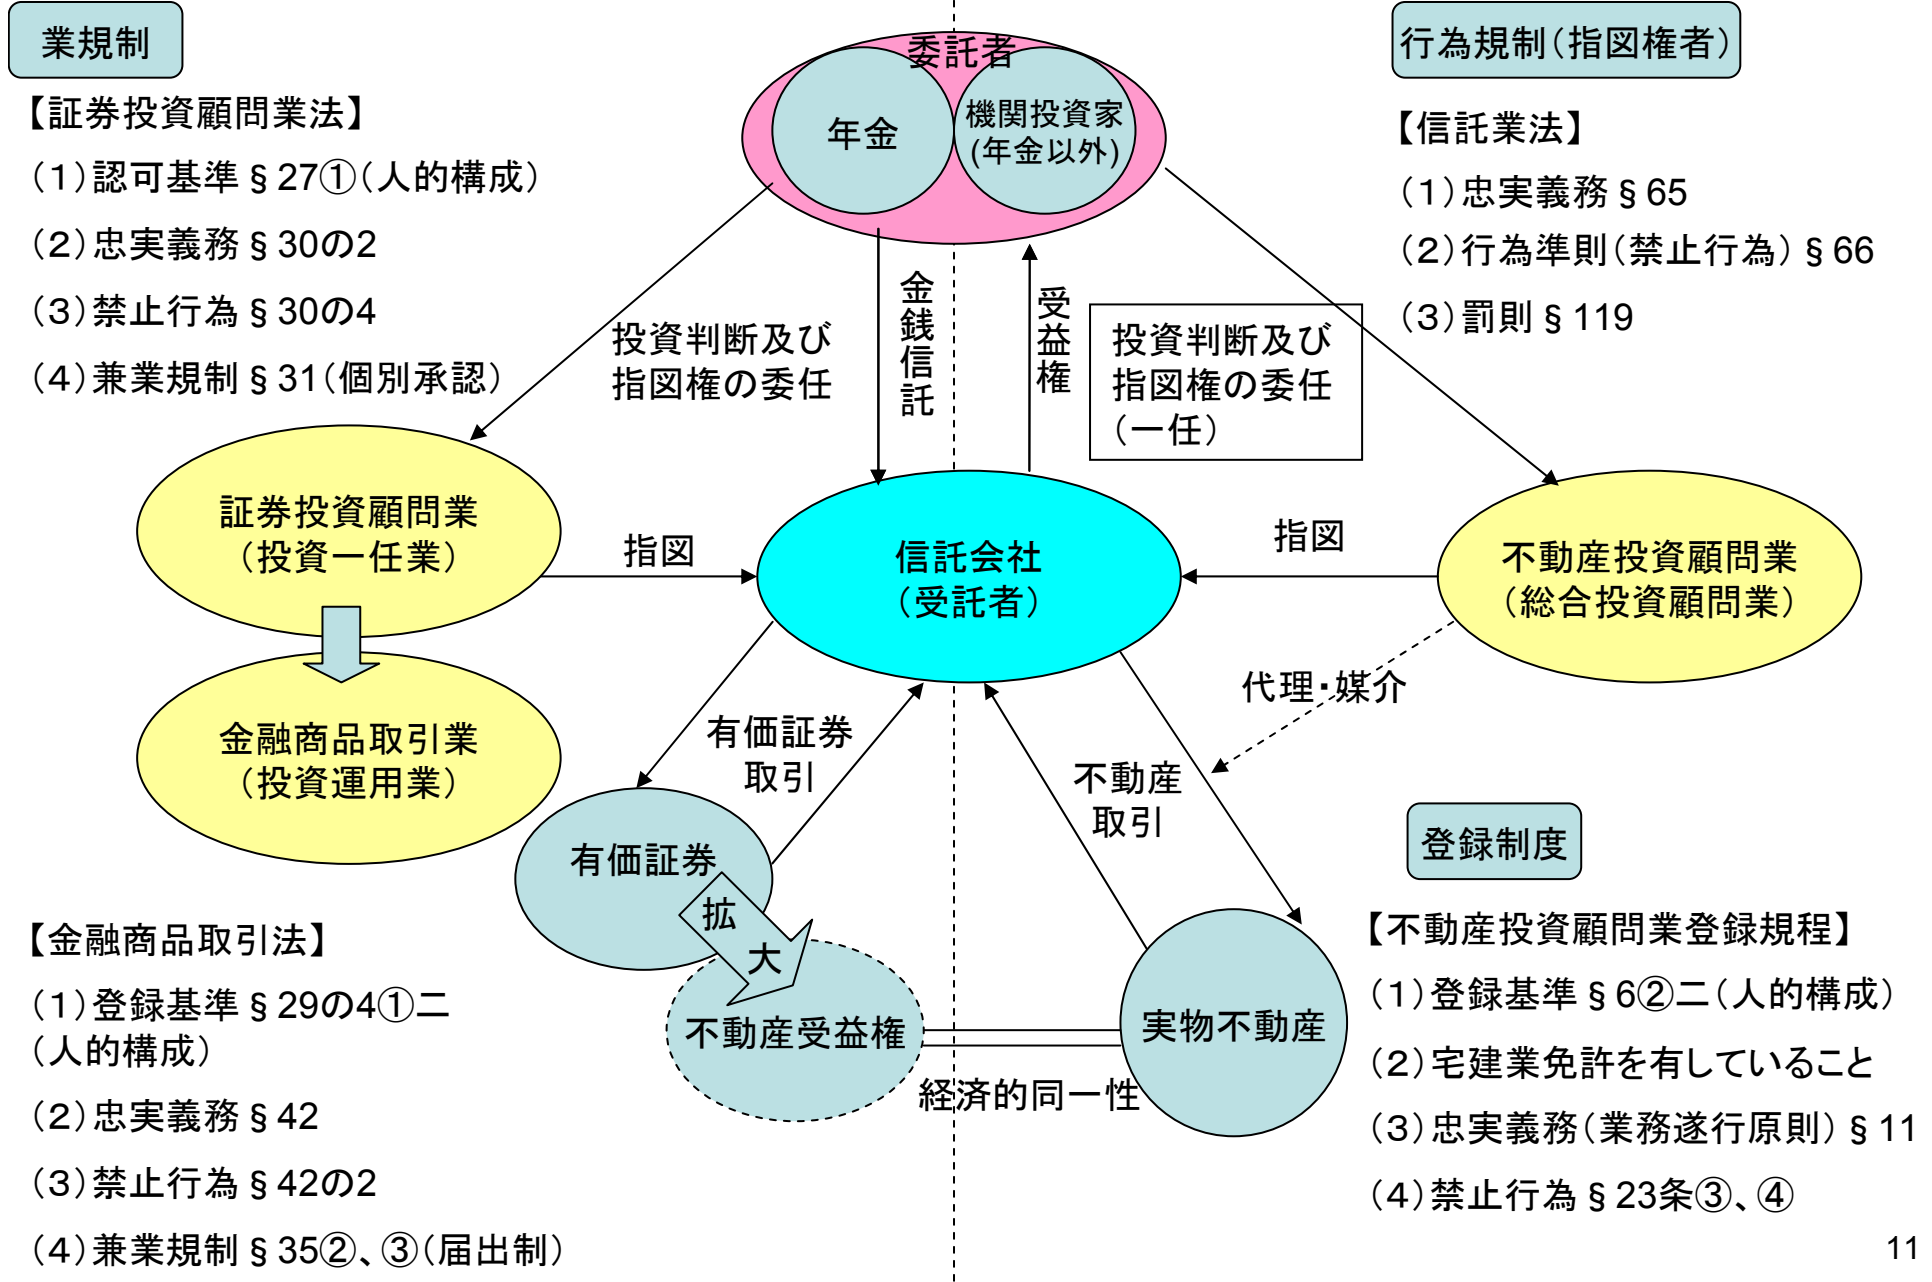 業規制
【証券投資顧問業法】
（１）認可基準§27①（人的構成）
（２）忠実義務§30の2
（３）禁止行為§30の4
（４）兼業規制§31（個別承認）
委託者
年金
機関投資家
(年金以外)
行為規制（指図権者）
【信託業法】
（１）忠実義務§65
（２）行為準則（禁止行為）§66
（３）罰則§119
投資判断及び
指図権の委任
金銭信託
受益権
投資判断及び
指図権の委任
（一任）
証券投資顧問業
（投資一任業）
指図
信託会社
（受託者）
指図
不動産投資顧問業
（総合投資顧問業）
金融商品取引業
（投資運用業）
有価証券
取引
不動産
取引
代理・媒介
有価証券
拡大
不動産受益権
経済的同一性
実物不動産
【金融商品取引法】
（１）登録基準§29の4①二
（人的構成）
（２）忠実義務§42
（３）禁止行為§42の2
（４）兼業規制§35②、③（届出制）
登録制度
【不動産投資顧問業登録規程】
（１）登録基準§6②二（人的構成）
（２）宅建業免許を有していること
（３）忠実義務（業務遂行原則）§11
（４）禁止行為§23条③、④
11